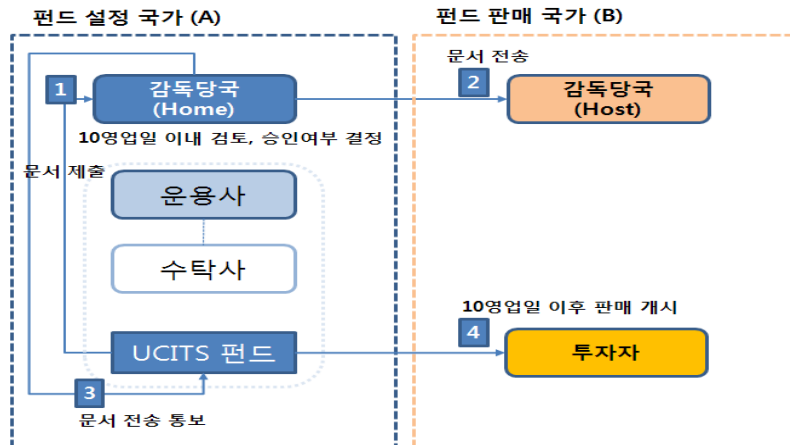 펀드 설정 국가 (A)
펀드 판매 국가 (B)
문서 전송
1
감독당국
(Home)
2
감독당국
(Host)
10영업일 이내 검토, 승인여부 결정
문서 제출
운용사
수탁사
10영업일 이후 판매 개시
4
UCITS 펀드
투자자
3
문서 전송 통보